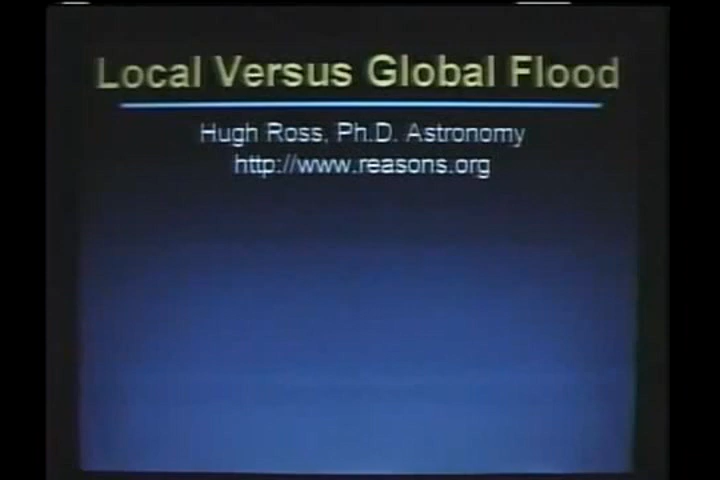 Local Versus Global Flood
Hugh Ross, Ph.D. Astronomy
http://www.reasons.org